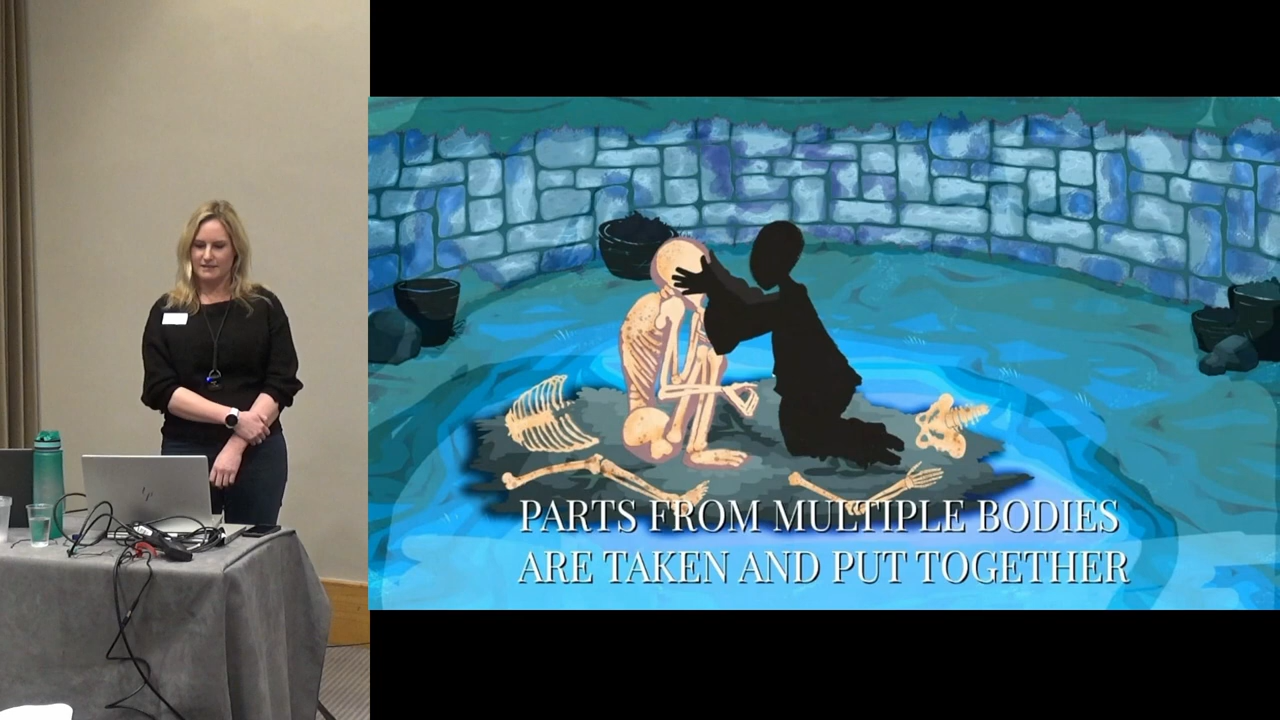 PARTS FROM MULTIPLE BODIES
ARE TAKEN AND PUT TOGETHER